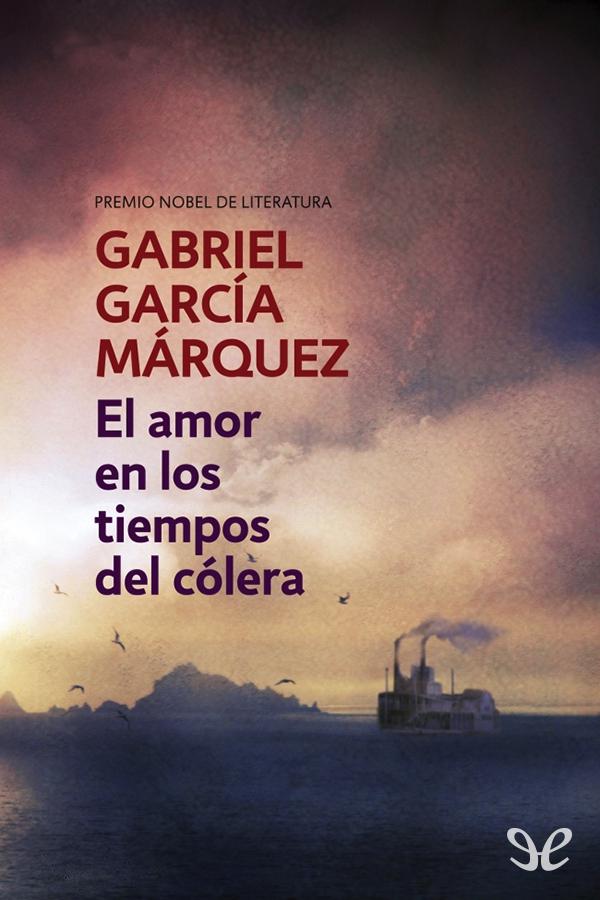 PREMIO NOBEL DE LITERATURA
GABRIEL
GARCÍA
MÁRQUEZ
El amor
en los
tiempos
del cólera